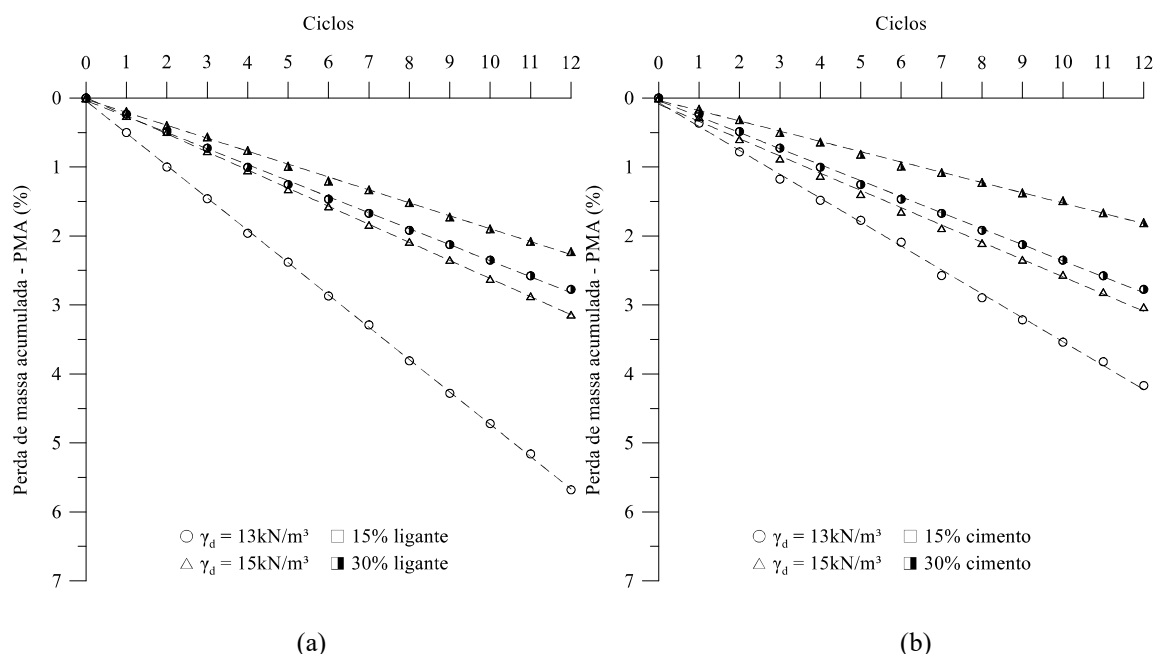 Ciclos
0 1 2 3 4 5 6 7 8 9 10 11 12
0
1
2
3
4
5
6
7
Perda de massa acumulada - PMA (%)
γd = 13kN/m³ 15% ligante
γd = 15kN/m³ 30% ligante
(a)
Ciclos
0 1 2 3 4 5 6 7 8 9 10 11 12
0
1
2
3
4
5
6
7
Perda de massa acumulada - PMA (%)
γd = 13kN/m³ 15% cimento
γd = 15kN/m³ 30% cimento
(b)